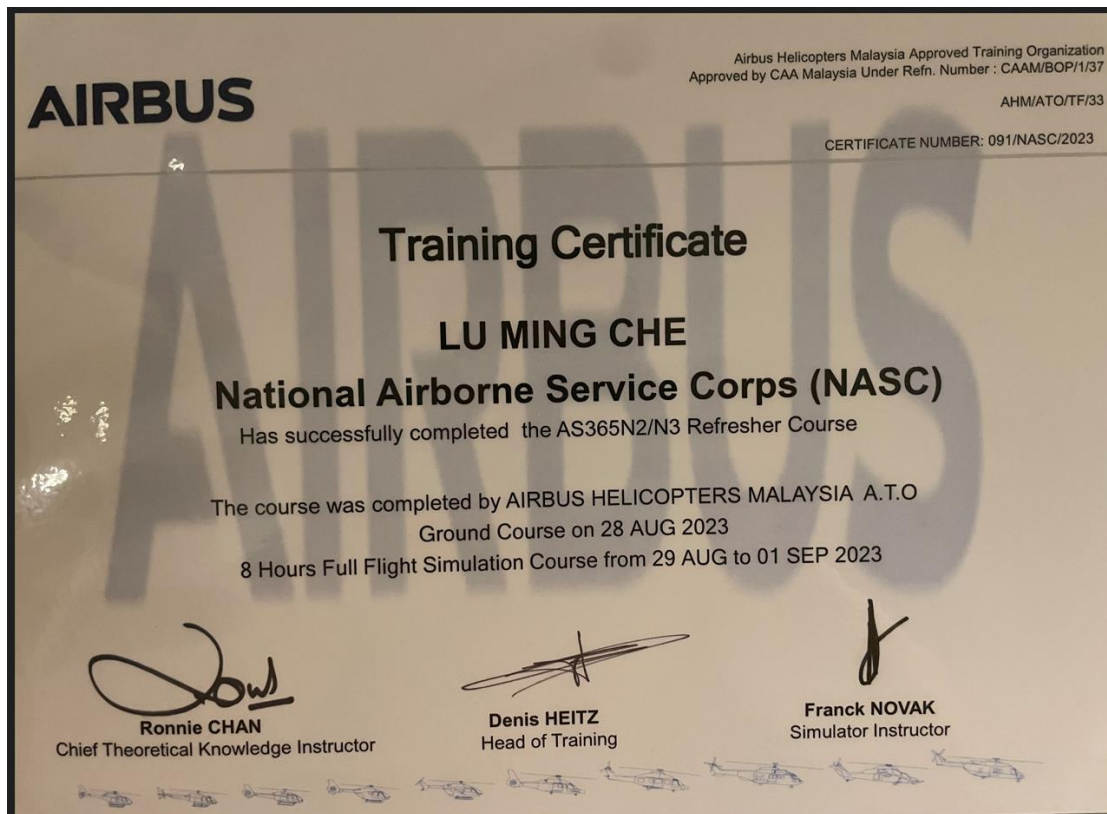 AIRBUS
Airbus Helicopters Malaysia Approved Training Organization
Approved by CAA Malaysia Under Refn. Number : CAAM/BOP/1/37
AHM/ATO/TF/33
CERTIFICATE NUMBER: 091/NASC/2023
AIRBUS
Training Certificate
LU MING CHE
National Airborne Service Corps (NASC)
Has successfully completed the AS365N2/N3 Refresher Course
The course was completed by AIRBUS HELICOPTERS MALAYSIA A.T.O
Ground Course on 28 AUG 2023
8 Hours Full Flight Simulation Course from 29 AUG to 01 SEP 2023
Ronnie CHAN
Chief Theoretical Knowledge Instructor
Denis HEITZ
Head of Training
Franck NOVAK
Simulator Instructor